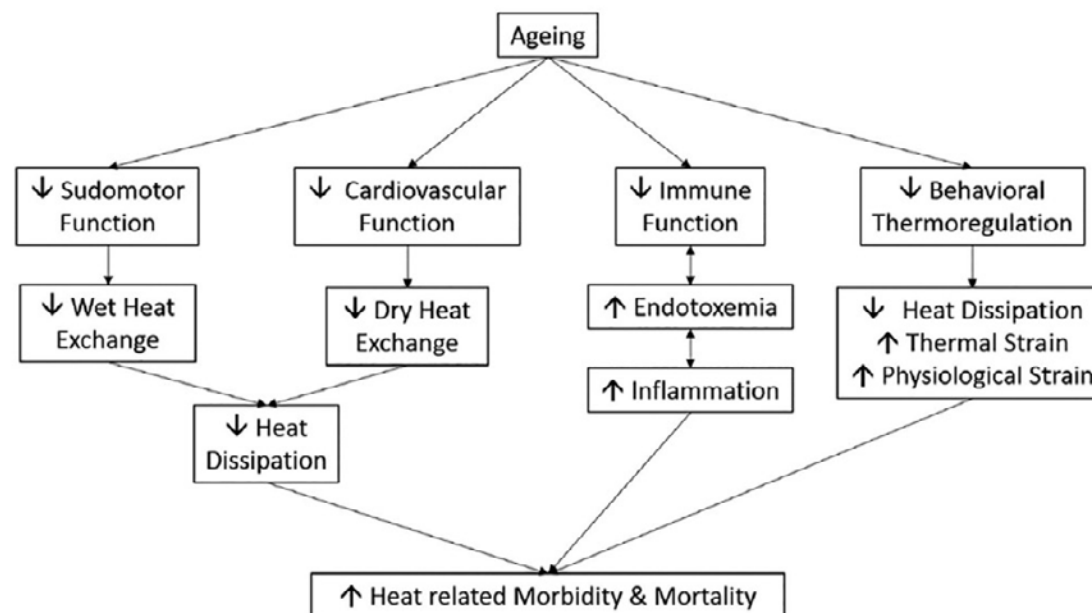 Ageing
↓ Sudomotor
Function
↓ Cardiovascular
Function
↓ Immune
Function
↓ Behavioral
Thermoregulation
↓ Wet Heat
Exchange
↓ Dry Heat
Exchange
↑ Endotoxemia
↓ Heat Dissipation
↑ Thermal Strain
↑ Physiological Strain
↑ Inflammation
↓ Heat
Dissipation
↑ Heat related Morbidity & Mortality